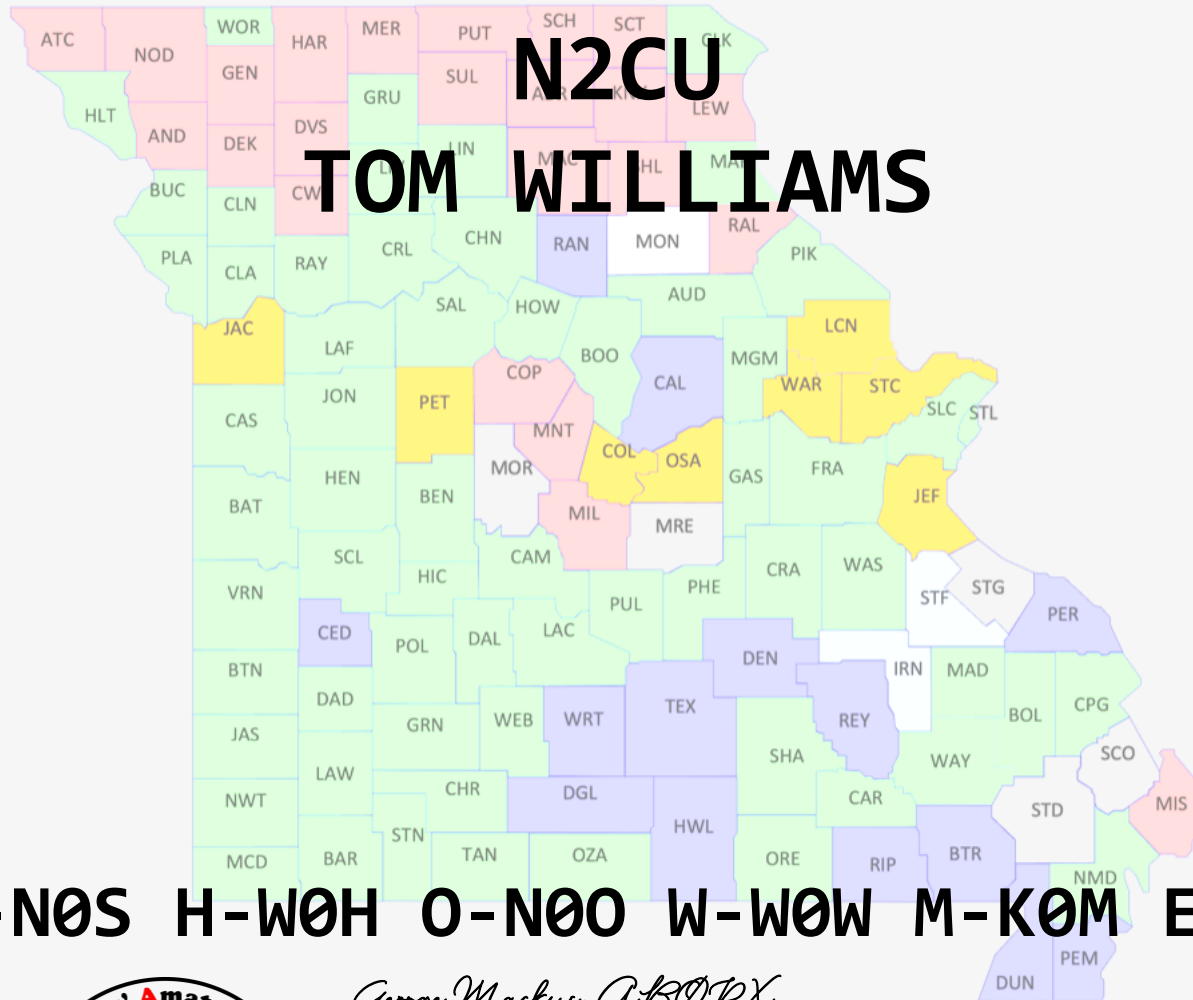 WOR
SCH SCT
ATC NOD HAR MER PUT CLK
N2CU
GEN SUL
GRU LEW
HLT
AND DEK DVS LIN
TOM WILLIAMS
BUC CLN
RAL
PLA CLA RAY CRL CHN RAN MON PIK
SAL HOW AUD
JAC LAF LCN
BOO MGM
COP CAL WAR STC
CAS JON PET SLC STL
MNT COL OSA
HEN BEN MOR GAS FRA JEF
BAT MIL MRE
SCL CAM CRA WAS
VRN HIC PUL PHE STF STG PER
CED POL DAL LAC
BTN DEN IRN MAD
DAD GRN WEB WRT TEX REY BOL CPG
JAS SHA WAY SCO
LAW CHR DGL CAR
NWT STN HWL STD MIS
MCD BAR TAN OZA ORE RIP BTR
NMD
-N0S H-W0H O-N0O W-W0W M-K0M E
PEM
DUN